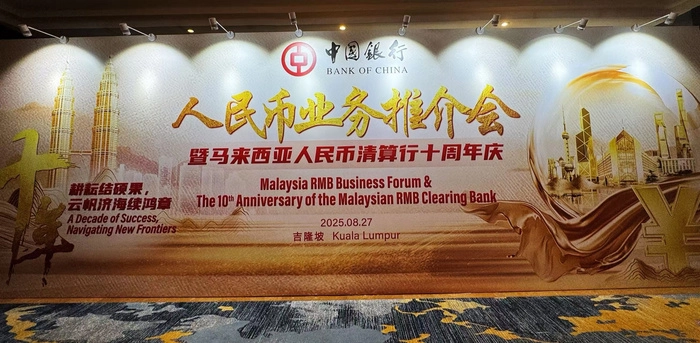 中国银行
BANK OF CHINA
人民币业务推介会
暨马来西亚人民币清算行十周年庆
Malaysia RMB Business Forum &
The 10th Anniversary of the Malaysian RMB Clearing Bank
2025.08.27
吉隆坡 Kuala Lumpur
十年
耕耘结硕果，
云帆济海续鸿章
A Decade of Success,
Navigating New Frontiers
¥